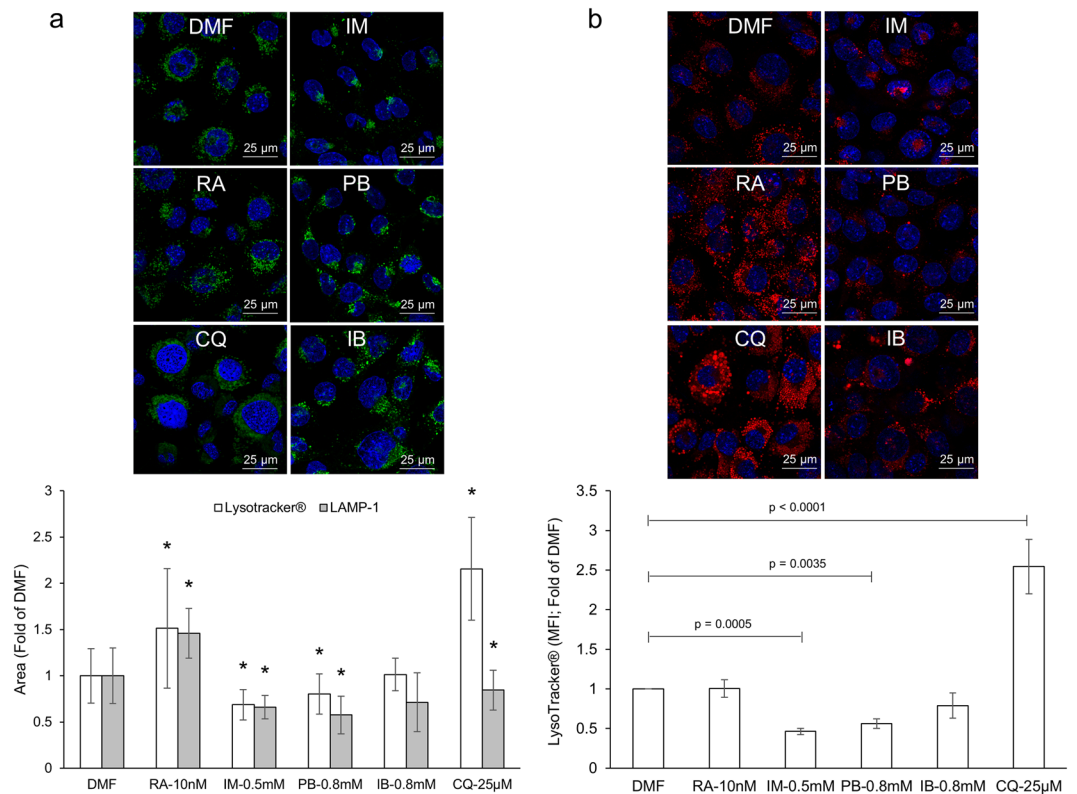 a
DMF
IM
25 μm
25 μm
RA
PB
25 μm
25 μm
CQ
IB
25 μm
25 μm
Area (Fold of DMF)
3
2.5
2
1.5
1
0.5
0
Lysotracker® LAMP-1
* * * * * * * *
DMF RA-10nM IM-0.5mM PB-0.8mM IB-0.8mM CQ-25μM
b
DMF
IM
25 μm
25 μm
RA
PB
25 μm
25 μm
CQ
IB
25 μm
25 μm
LysoTracker® (MFI; Fold of DMF)
3.5
3
2.5
2
1.5
1
0.5
0
p < 0.0001
p = 0.0035
p = 0.0005
DMF RA-10nM IM-0.5mM PB-0.8mM IB-0.8mM CQ-25μM